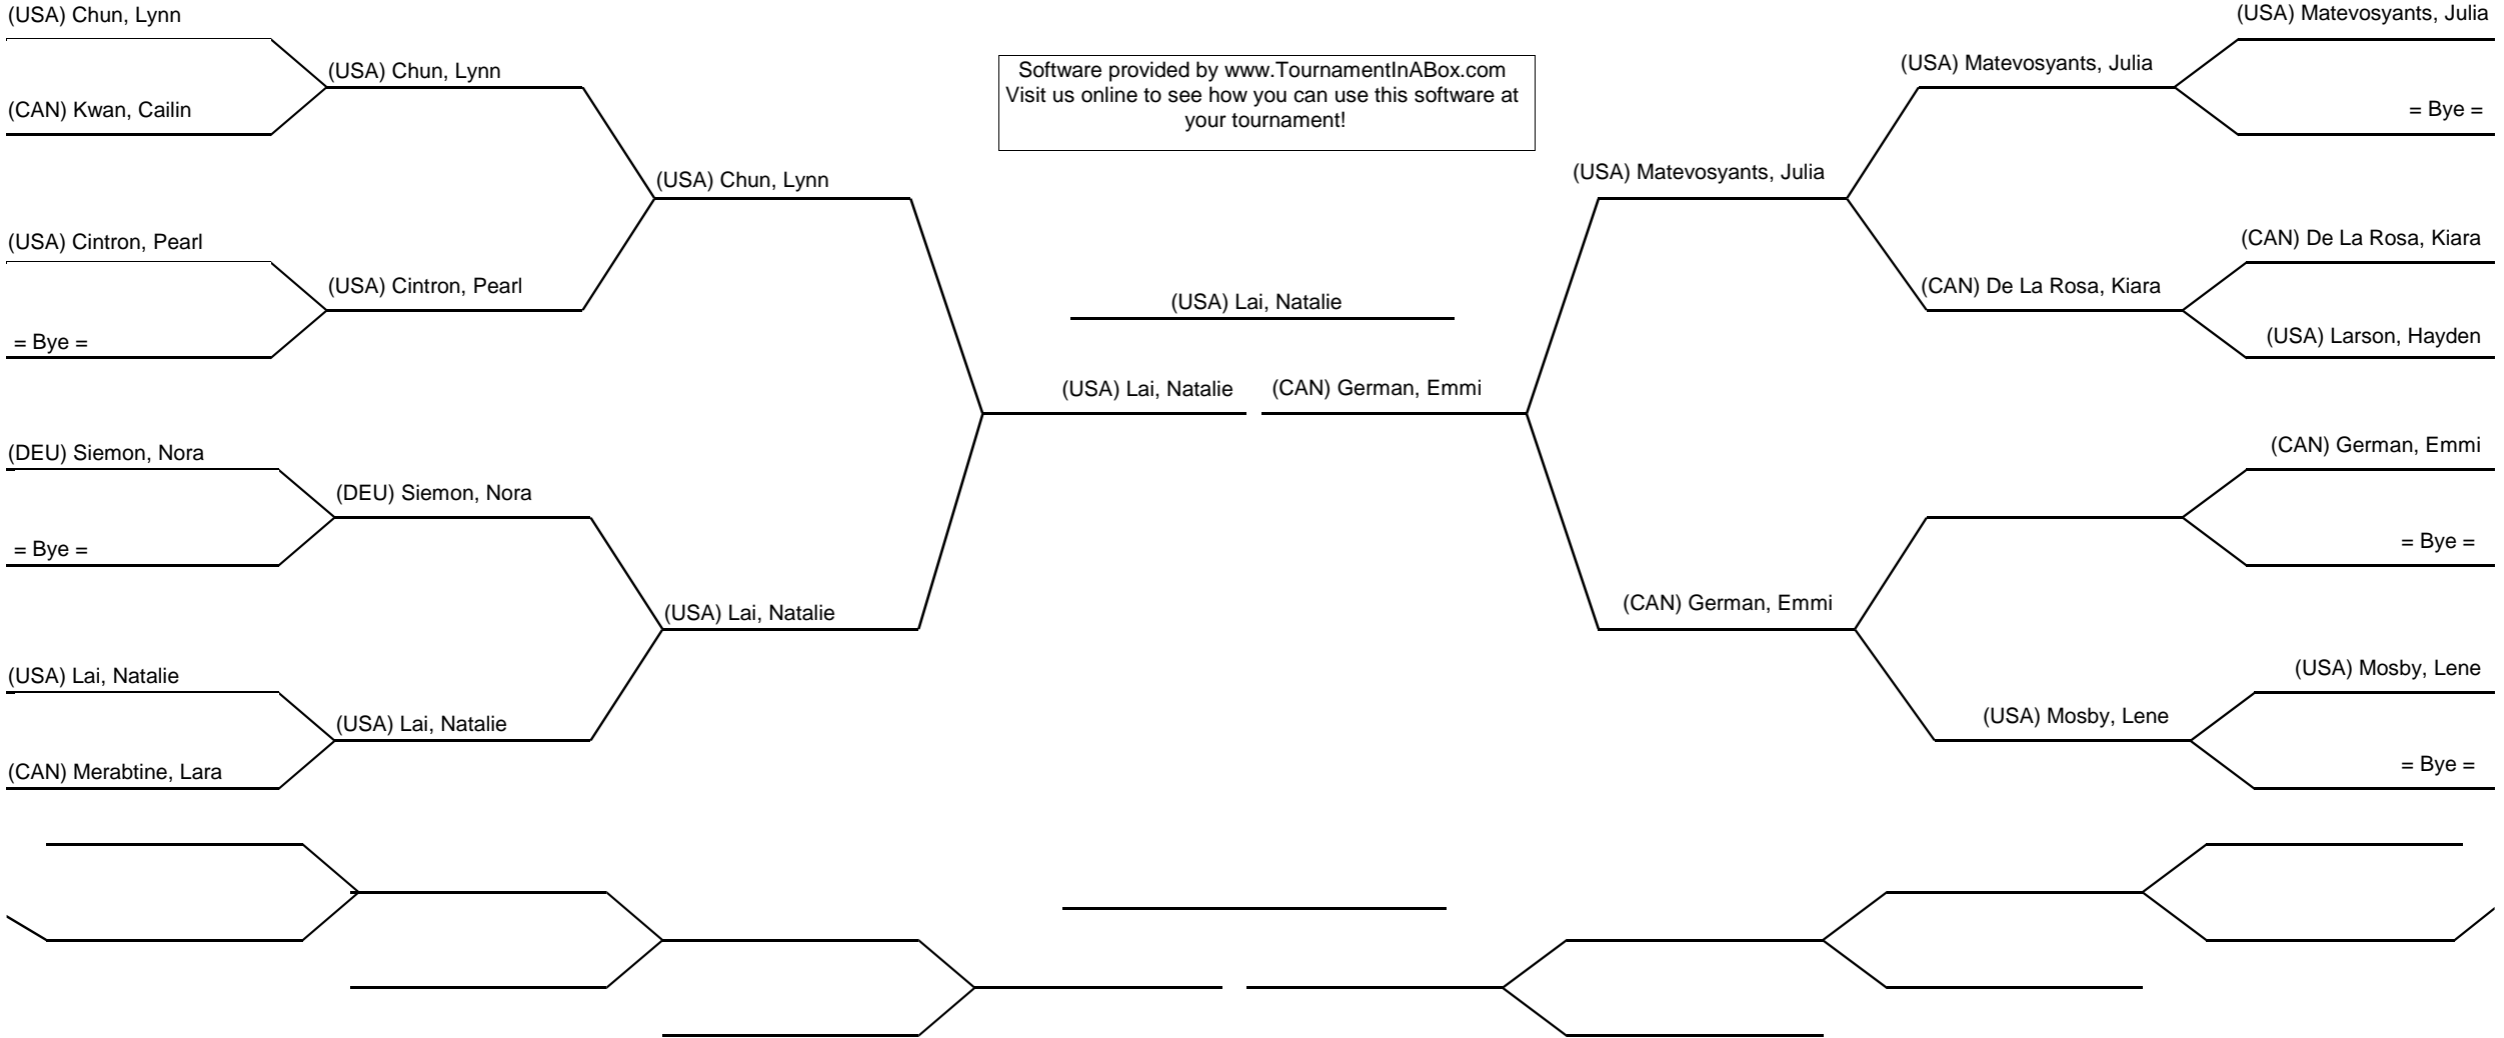 (USA) Chun, Lynn
(CAN) Kwan, Cailin
(USA) Cintron, Pearl
= Bye =
(DEU) Siemon, Nora
= Bye =
(USA) Lai, Natalie
(CAN) Merabtine, Lara
(USA) Chun, Lynn
(USA) Cintron, Pearl
(DEU) Siemon, Nora
(USA) Lai, Natalie
(USA) Chun, Lynn
(USA) Lai, Natalie
Software provided by www.TournamentInABox.com
Visit us online to see how you can use this software at
your tournament!
(USA) Lai, Natalie
(USA) Lai, Natalie
(CAN) German, Emmi
(USA) Matevosyants, Julia
(CAN) German, Emmi
(USA) Matevosyants, Julia
(CAN) De La Rosa, Kiara
(USA) Mosby, Lene
(USA) Matevosyants, Julia
= Bye =
(CAN) De La Rosa, Kiara
(USA) Larson, Hayden
(CAN) German, Emmi
= Bye =
(USA) Mosby, Lene
= Bye =